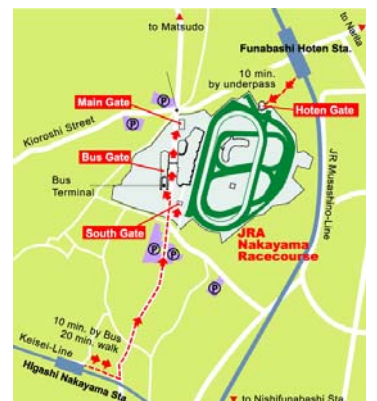 to Matsudo
to Narita
Funabashi Hoten Sta.
10 min.
by underpass
Main Gate
Hoten Gate
P
P
Kioroshi Street
Bus Gate
JR Musashino-Line
Bus
Terminal
South Gate
JRA
Nakayama
Racecourse
P
P
P
10 min. by Bus
20 min. walk
Keisei-Line
Higashi Nakayama Sta.
to Nishifunabashi Sta.